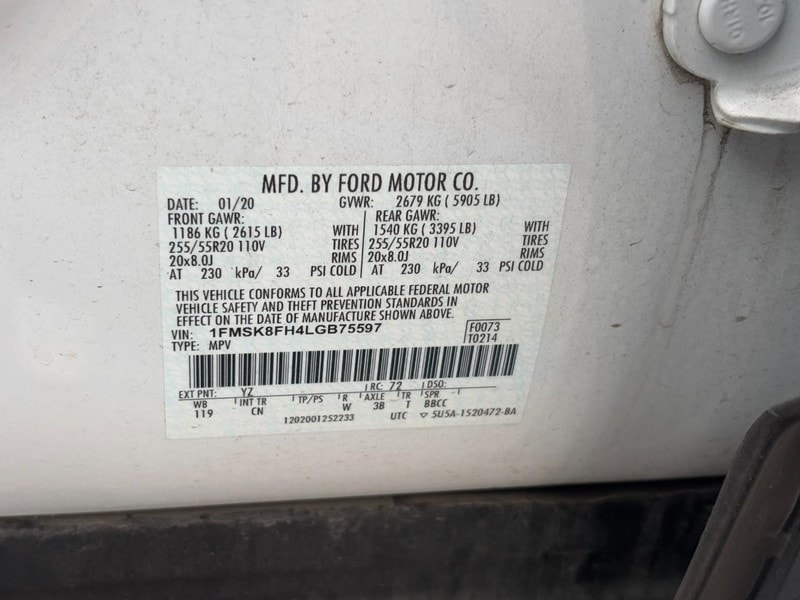 MFD. BY FORD MOTOR CO.
DATE: 01/20 GVWR: 2679 KG ( 5905 LB)
FRONT GAWR: REAR GAWR:
1186 KG ( 2615 LB) WITH 1540 KG ( 3395 LB) WITH
255/55R20 110V TIRES 255/55R20 110V TIRES
20x8.0J RIMS 20x8.0J RIMS
AT 230 kPa/ 33 PSI COLD AT 230 kPa/ 33 PSI COLD
THIS VEHICLE CONFORMS TO ALL APPLICABLE FEDERAL MOTOR
VEHICLE SAFETY AND THEFT PREVENTION STANDARDS IN
EFFECT ON THE DATE OF MANUFACTURE SHOWN ABOVE.
VIN: 1FMSK8FH4LGB75597 F0073
TYPE: MPV T0214
EXT PNT: YZ RC: 72 DSO:
WB INT TR TP/PS R AXLE TR SPR
119 CN W 3B T BBCC
1202001252233 UTC ▽ 5U5A-1520472-BA